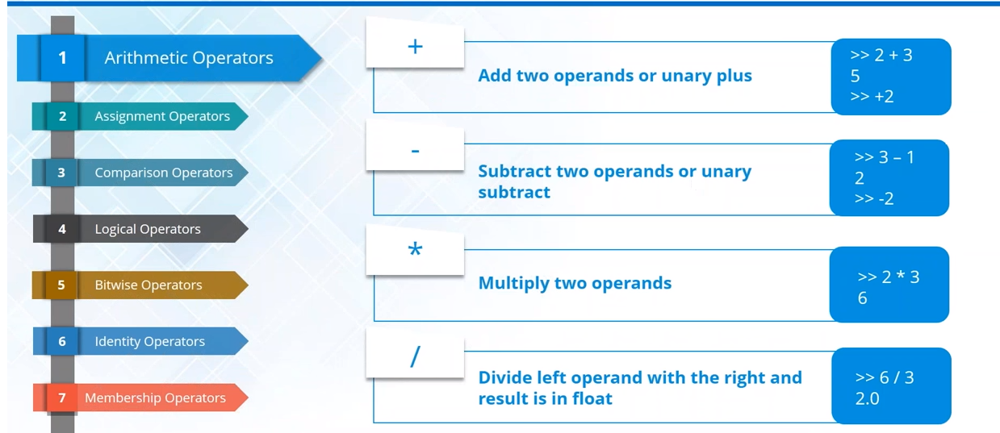 1 Arithmetic Operators
2 Assignment Operators
3 Comparison Operators
4 Logical Operators
5 Bitwise Operators
6 Identity Operators
7 Membership Operators
+
Add two operands or unary plus
>> 2 + 3
5
>> +2
-
Subtract two operands or unary
subtract
>> 3 – 1
2
>> -2
*
Multiply two operands
>> 2 * 3
6
/
Divide left operand with the right and
result is in float
>> 6 / 3
2.0